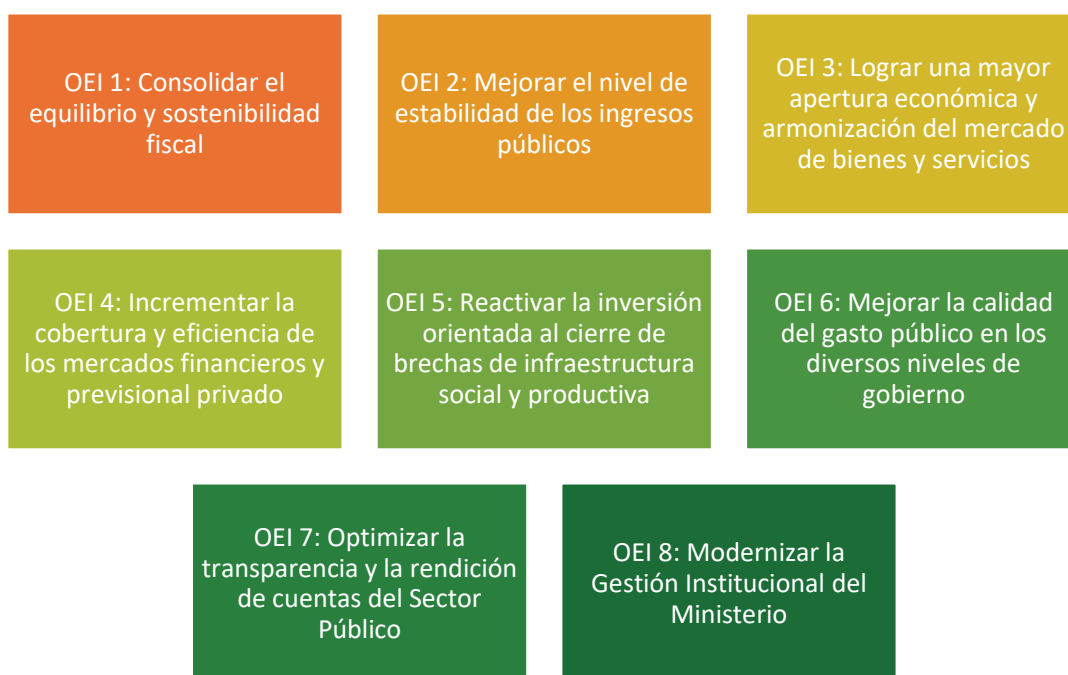 OEI 1: Consolidar el
equilibrio y sostenibilidad
fiscal
OEI 2: Mejorar el nivel de
estabilidad de los ingresos
públicos
OEI 3: Lograr una mayor
apertura económica y
armonización del mercado
de bienes y servicios
OEI 4: Incrementar la
cobertura y eficiencia de
los mercados financieros y
previsional privado
OEI 5: Reactivar la inversión
orientada al cierre de
brechas de infraestructura
social y productiva
OEI 6: Mejorar la calidad
del gasto público en los
diversos niveles de
gobierno
OEI 7: Optimizar la
transparencia y la rendición
de cuentas del Sector
Público
OEI 8: Modernizar la
Gestión Institucional del
Ministerio